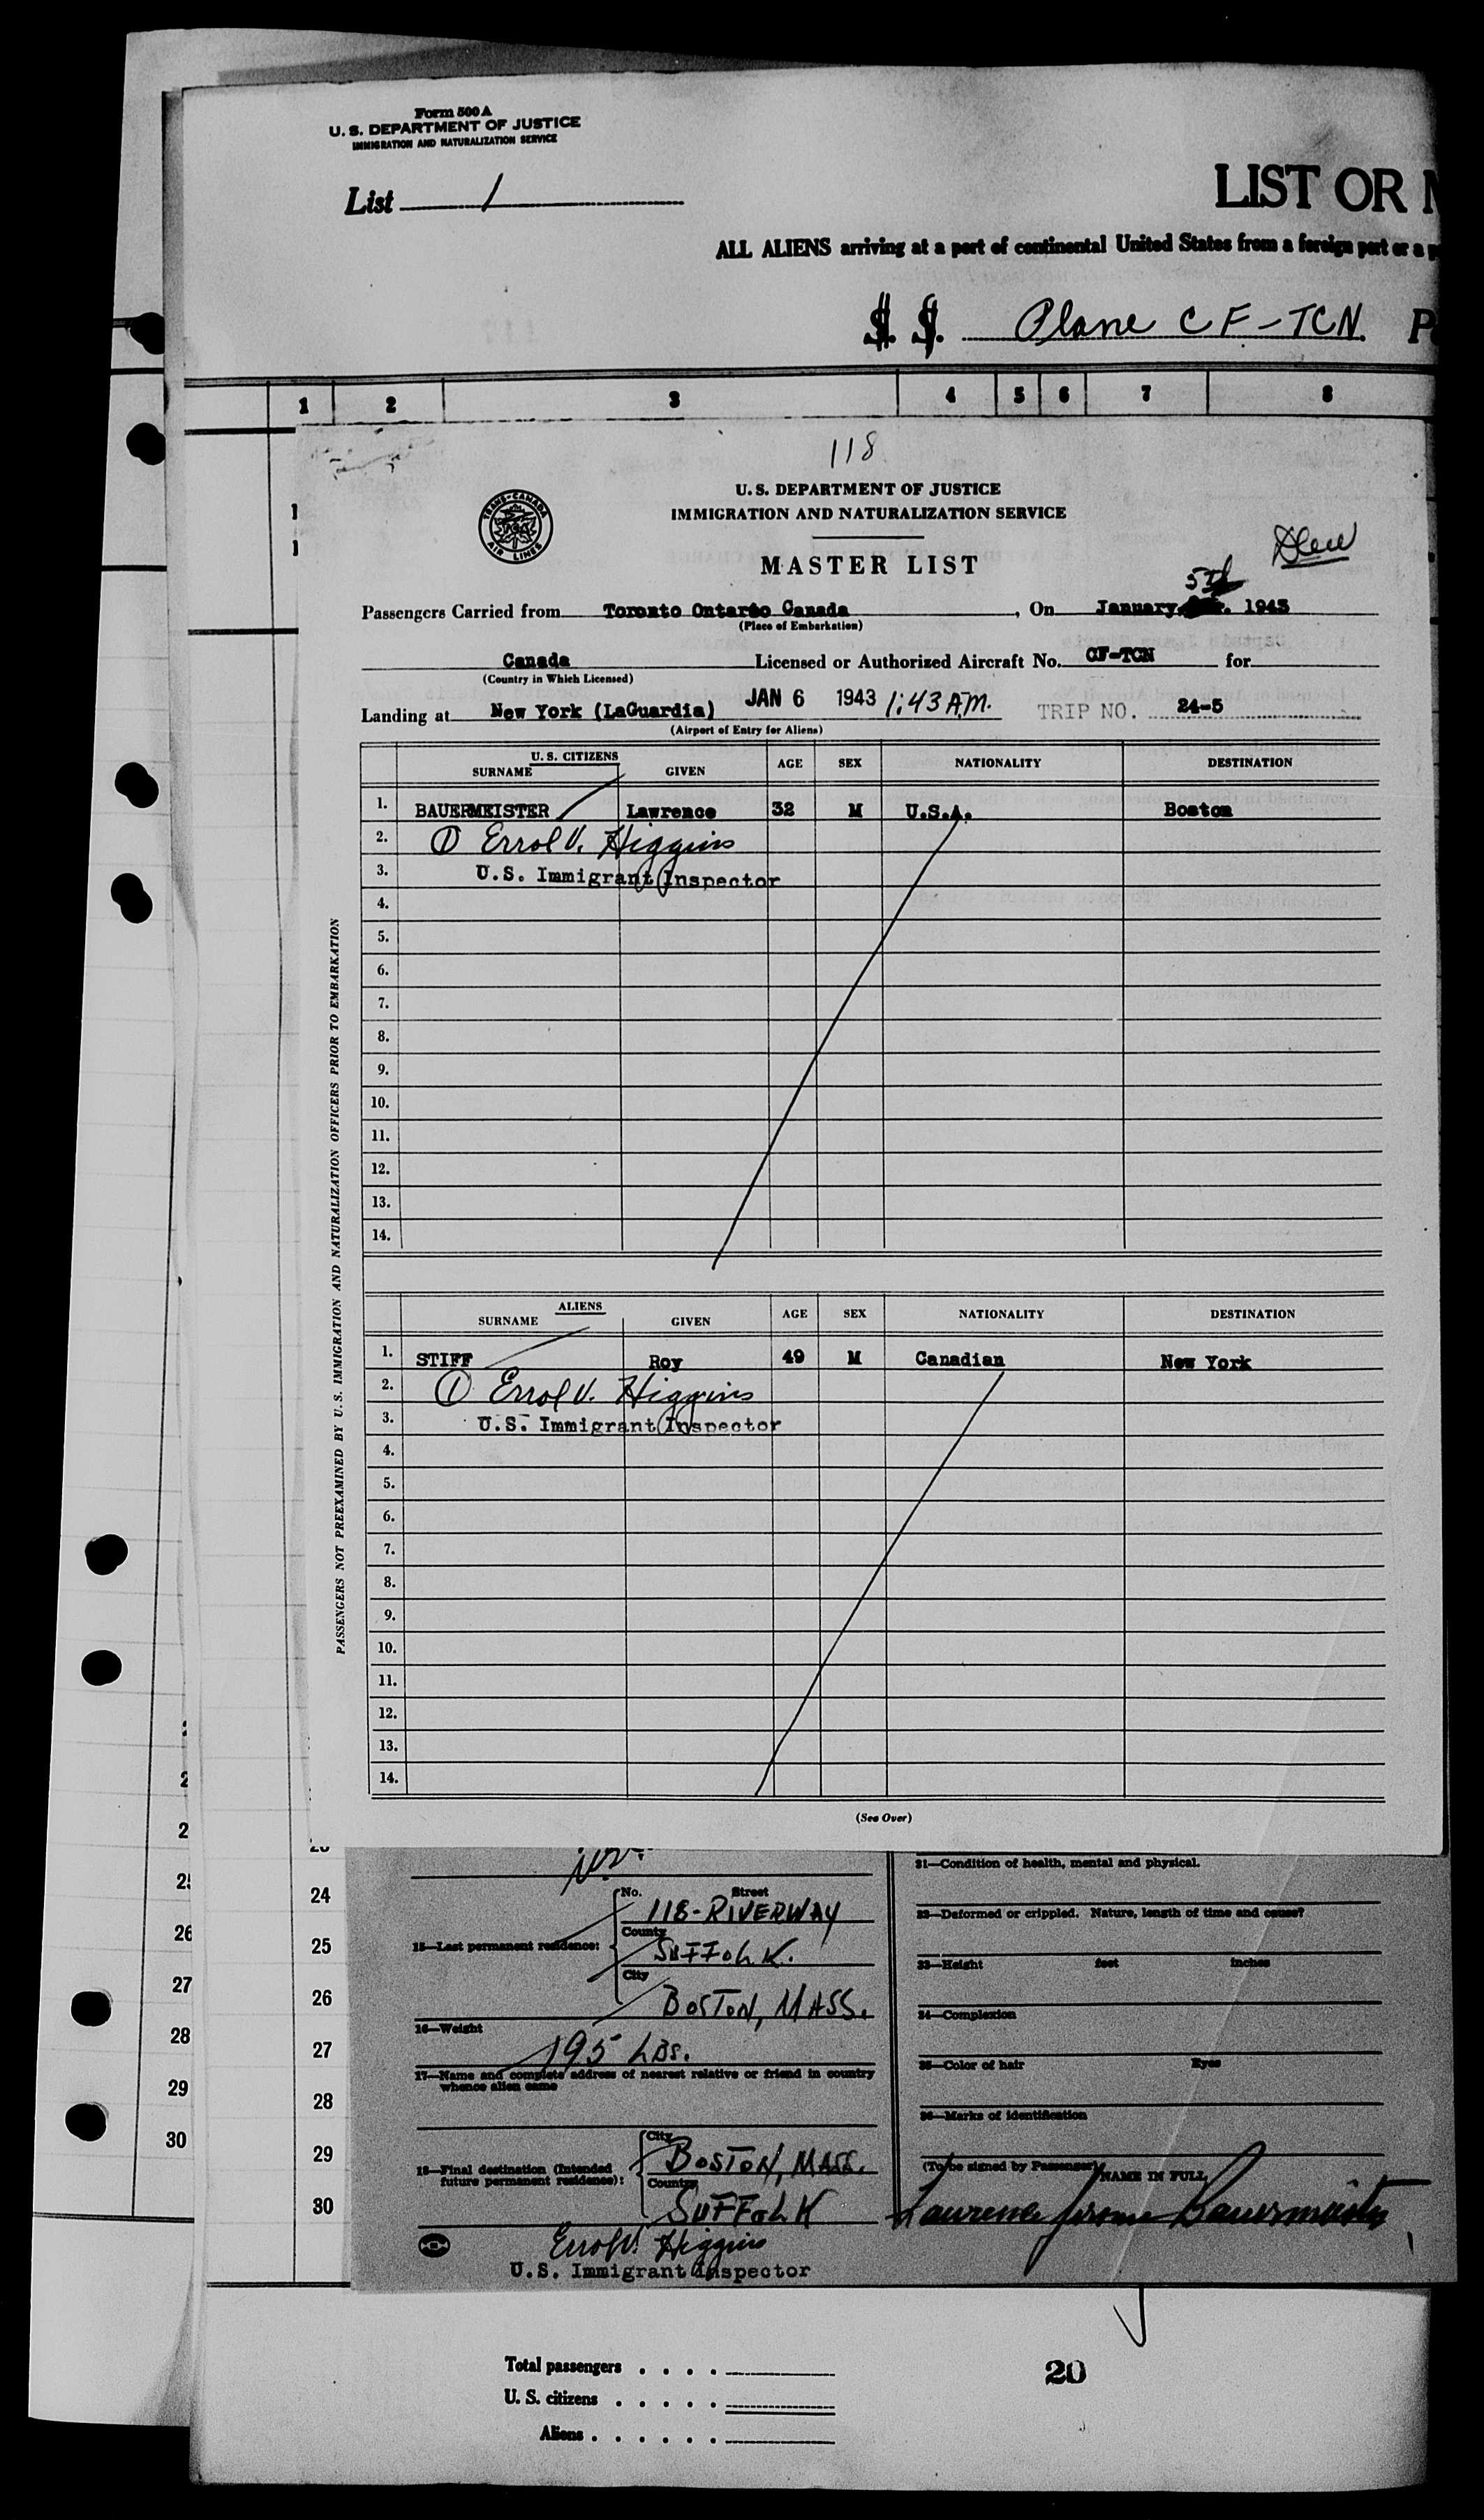 Form 500 A
U. S. DEPARTMENT OF JUSTICE
IMMIGRATION AND NATURALIZATION SERVICE
List 1
LIST OR
ALL ALIENS arriving at a port of continental United States from a foreign port or a
S. S. Plane CF-TCN.
1 2 3 4 5 6 7 8
118
TRANS-CANADA AIR LINES
U. S. DEPARTMENT OF JUSTICE
IMMIGRATION AND NATURALIZATION SERVICE
MASTER LIST
5th
Passengers Carried from Toronto Ontario Canada, On January 1943
(Place of Embarkation)
Canada Licensed or Authorized Aircraft No. CF-TCN for
(Country in Which Licensed)
Landing at New York (LaGuardia) JAN 6 1943 1:43 A.M. TRIP NO. 24-5
(Airport of Entry for Aliens)
U. S. CITIZENS
SURNAME GIVEN AGE SEX NATIONALITY DESTINATION
1. BAUERMEISTER Lawrence 32 M U.S.A. Boston
2. ① Errol V. Higgins
3. U.S. Immigrant Inspector
4.
5.
6.
7.
8.
9.
10.
11.
12.
13.
14.
ALIENS
SURNAME GIVEN AGE SEX NATIONALITY DESTINATION
1. STIFF Roy 49 M Canadian New York
2. ① Errol V. Higgins
3. U.S. Immigrant Inspector
4.
5.
6.
7.
8.
9.
10.
11.
12.
13.
14.
(See Over)
PASSENGERS NOT PREEXAMINED BY U. S. IMMIGRATION AND NATURALIZATION OFFICERS PRIOR TO EMBARKATION
No. Street
118-RIVERWAY
15—Last permanent residence:
County
SUFFOLK.
City
BOSTON, MASS.
16—Weight
195 LBS.
17—Name and complete address of nearest relative or friend in country
whence alien came
City
BOSTON, MASS.
18—Final destination (Intended
future permanent residence):
County
SUFFOLK
Errol V. Higgins
U.S. Immigrant Inspector
31—Condition of health, mental and physical.
32—Deformed or crippled. Nature, length of time and cause?
33—Height feet inches
34—Complexion
35—Color of hair Eyes
36—Marks of identification
(To be signed by Passenger)
NAME IN FULL
Lawrence Jerome Bauermeister
24
25
26
27
28
29
30
26
27
28
29
30
Total passengers . . . .
U. S. citizens . . . . .
Aliens . . . . . .
20